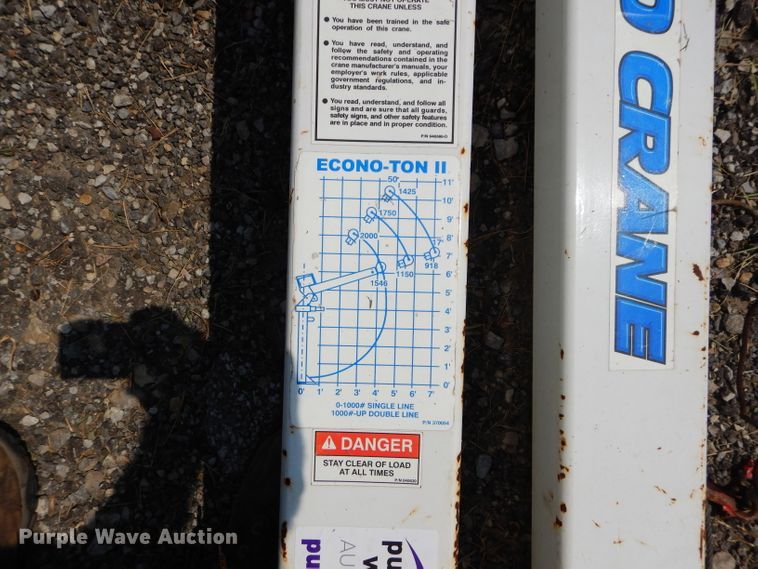 THIS CRANE UNLESS
● You have been trained in the safe
operation of this crane.
● You have read, understand, and
follow the safety and operating
recommendations contained in the
crane manufacturer's manuals, your
employer's work rules, applicable
government regulations, and in-
dustry standards.
● You read, understand, and follow all
signs and are sure that all guards,
safety signs, and other safety features
are in place and in proper condition.
ECONO-TON II
50°
11'
1425
10'
1750
9'
2000
8'
17°
7'
918
1150
1546
6'
5'
4'
3'
2'
1'
0'
0' 1' 2' 3' 4' 5' 6' 7'
0-1000# SINGLE LINE
1000#-UP DOUBLE LINE
P/N 370694
DANGER
STAY CLEAR OF LOAD
AT ALL TIMES
O CRANE
nd
AU
Purple Wave Auction